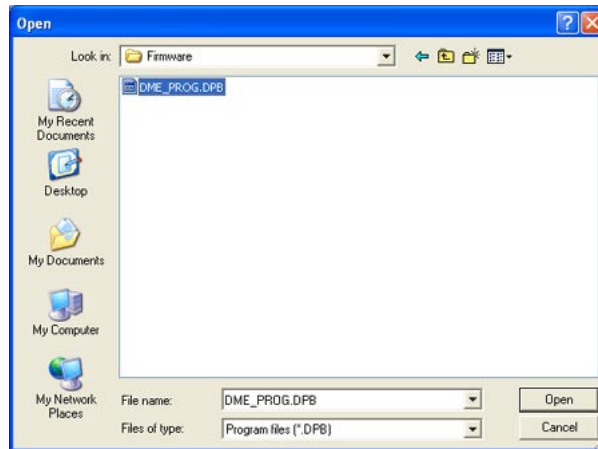 Open
Look in: Firmware
DME_PROG.DPB
My Recent
Documents
Desktop
My Documents
My Computer
My Network
Places
File name: DME_PROG.DPB Open
Files of type: Program files (*.DPB) Cancel